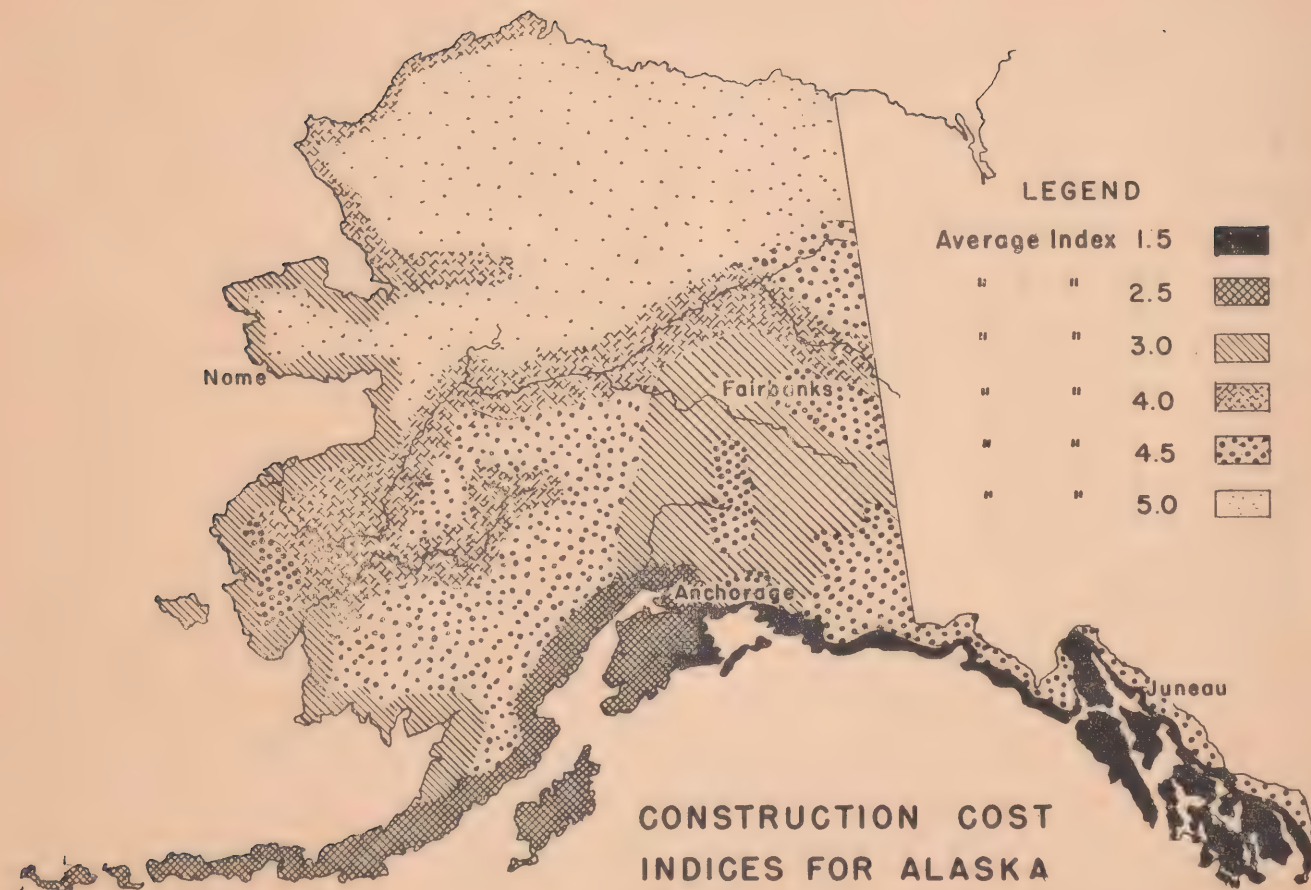 LEGEND
Average Index 1.5
" " 2.5
" " 3.0
" " 4.0
" " 4.5
" " 5.0
Nome
Fairbanks
Anchorage
Juneau
CONSTRUCTION COST
INDICES FOR ALASKA